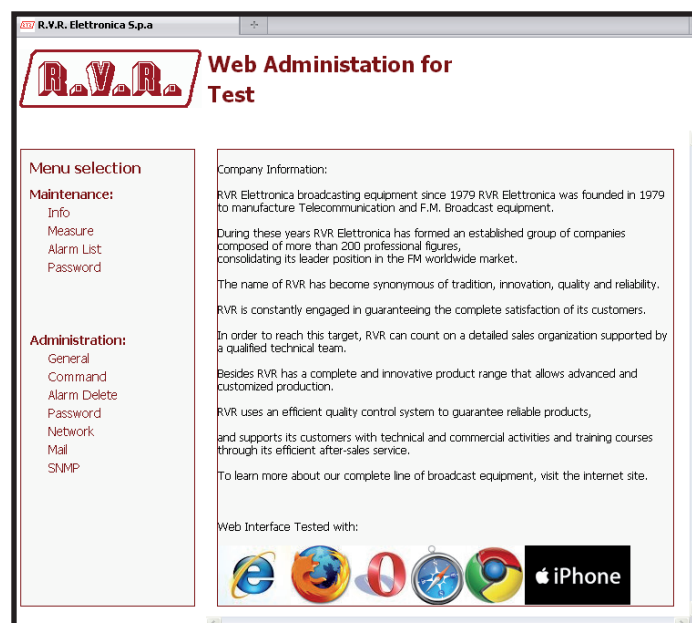 R.V.R. Elettronica S.p.a
R.V.R.
Web Administation for
Test
Menu selection
Maintenance:
Info
Measure
Alarm List
Password
Administration:
General
Command
Alarm Delete
Password
Network
Mail
SNMP
Company Information:
RVR Elettronica broadcasting equipment since 1979 RVR Elettronica was founded in 1979
to manufacture Telecommunication and F.M. Broadcast equipment.
During these years RVR Elettronica has formed an established group of companies
composed of more than 200 professional figures,
consolidating its leader position in the FM worldwide market.
The name of RVR has become synonymous of tradition, innovation, quality and reliability.
RVR is constantly engaged in guaranteeing the complete satisfaction of its customers.
In order to reach this target, RVR can count on a detailed sales organization supported by
a qualified technical team.
Besides RVR has a complete and innovative product range that allows advanced and
customized production.
RVR uses an efficient quality control system to guarantee reliable products,
and supports its customers with technical and commercial activities and training courses
through its efficient after-sales service.
To learn more about our complete line of broadcast equipment, visit the internet site.
Web Interface Tested with:
iPhone